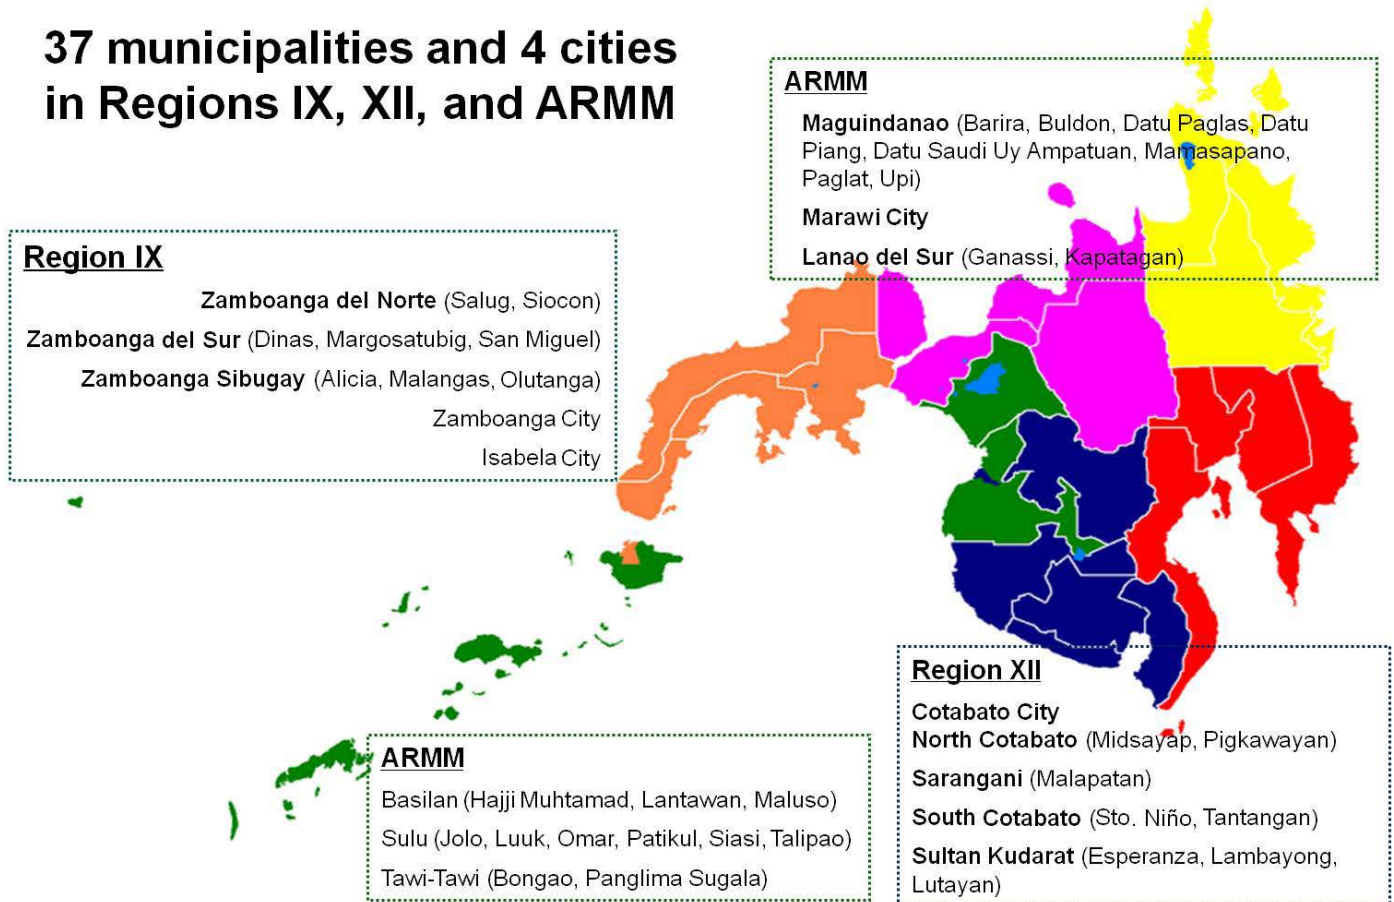 37 municipalities and 4 cities
in Regions IX, XII, and ARMM
ARMM
Maguindanao (Barira, Buldon, Datu Paglas, Datu
Piang, Datu Saudi Uy Ampatuan, Mamasapano,
Paglat, Upi)
Marawi City
Lanao del Sur (Ganassi, Kapatagan)
Region IX
Zamboanga del Norte (Salug, Siocon)
Zamboanga del Sur (Dinas, Margosatubig, San Miguel)
Zamboanga Sibugay (Alicia, Malangas, Olutanga)
Zamboanga City
Isabela City
ARMM
Basilan (Hajji Muhtamad, Lantawan, Maluso)
Sulu (Jolo, Luuk, Omar, Patikul, Siasi, Talipao)
Tawi-Tawi (Bongao, Panglima Sugala)
Region XII
Cotabato City
North Cotabato (Midsayap, Pigkawayan)
Sarangani (Malapatan)
South Cotabato (Sto. Niño, Tantangan)
Sultan Kudarat (Esperanza, Lambayong,
Lutayan)